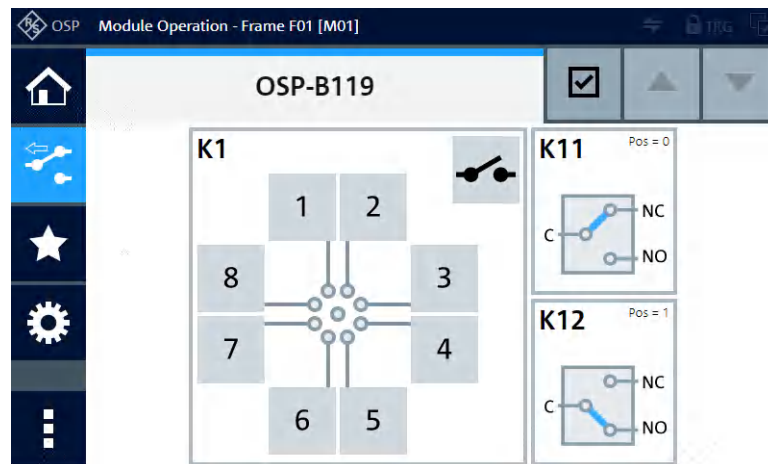 R&S OSP Module Operation - Frame F01 [M01] TRG
OSP-B119
K1
1 2
8 3
7 4
6 5
K11 Pos = 0
NC
C
NO
K12 Pos = 1
NC
C
NO